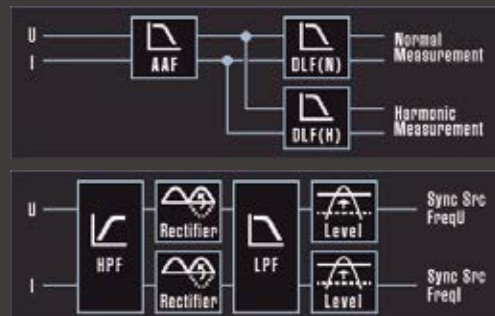 U
I
AAF
DLF(N)
DLF(H)
Normal
Measurement
Harmonic
Measurement
U
I
HPF
Rectifier
Rectifier
LPF
Level
Level
Sync Src
FreqU
Sync Src
FreqI